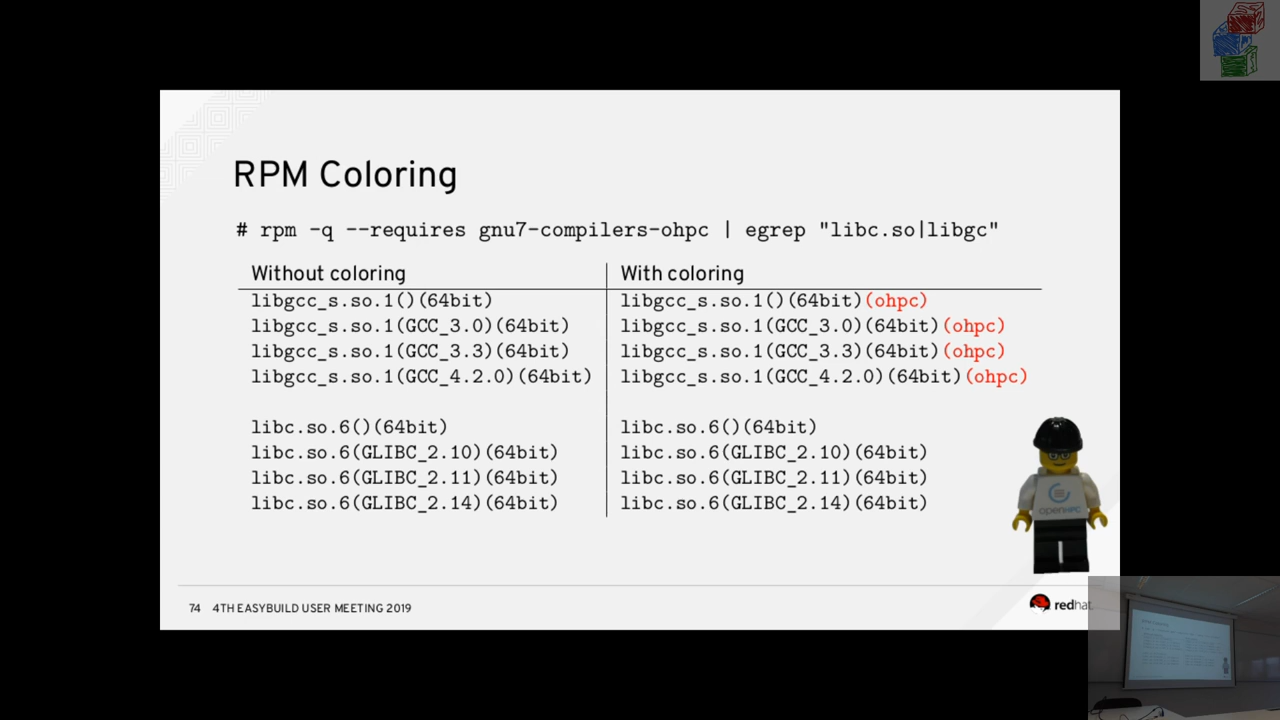 RPM Coloring
# rpm -q --requires gnu7-compilers-ohpc | egrep "libc.so|libgc"
Without coloring With coloring
libgcc_s.so.1()(64bit) libgcc_s.so.1()(64bit)(ohpc)
libgcc_s.so.1(GCC_3.0)(64bit) libgcc_s.so.1(GCC_3.0)(64bit)(ohpc)
libgcc_s.so.1(GCC_3.3)(64bit) libgcc_s.so.1(GCC_3.3)(64bit)(ohpc)
libgcc_s.so.1(GCC_4.2.0)(64bit) libgcc_s.so.1(GCC_4.2.0)(64bit)(ohpc)
libc.so.6()(64bit) libc.so.6()(64bit)
libc.so.6(GLIBC_2.10)(64bit) libc.so.6(GLIBC_2.10)(64bit)
libc.so.6(GLIBC_2.11)(64bit) libc.so.6(GLIBC_2.11)(64bit)
libc.so.6(GLIBC_2.14)(64bit) libc.so.6(GLIBC_2.14)(64bit)
openHPC
74 4TH EASYBUILD USER MEETING 2019
redhat